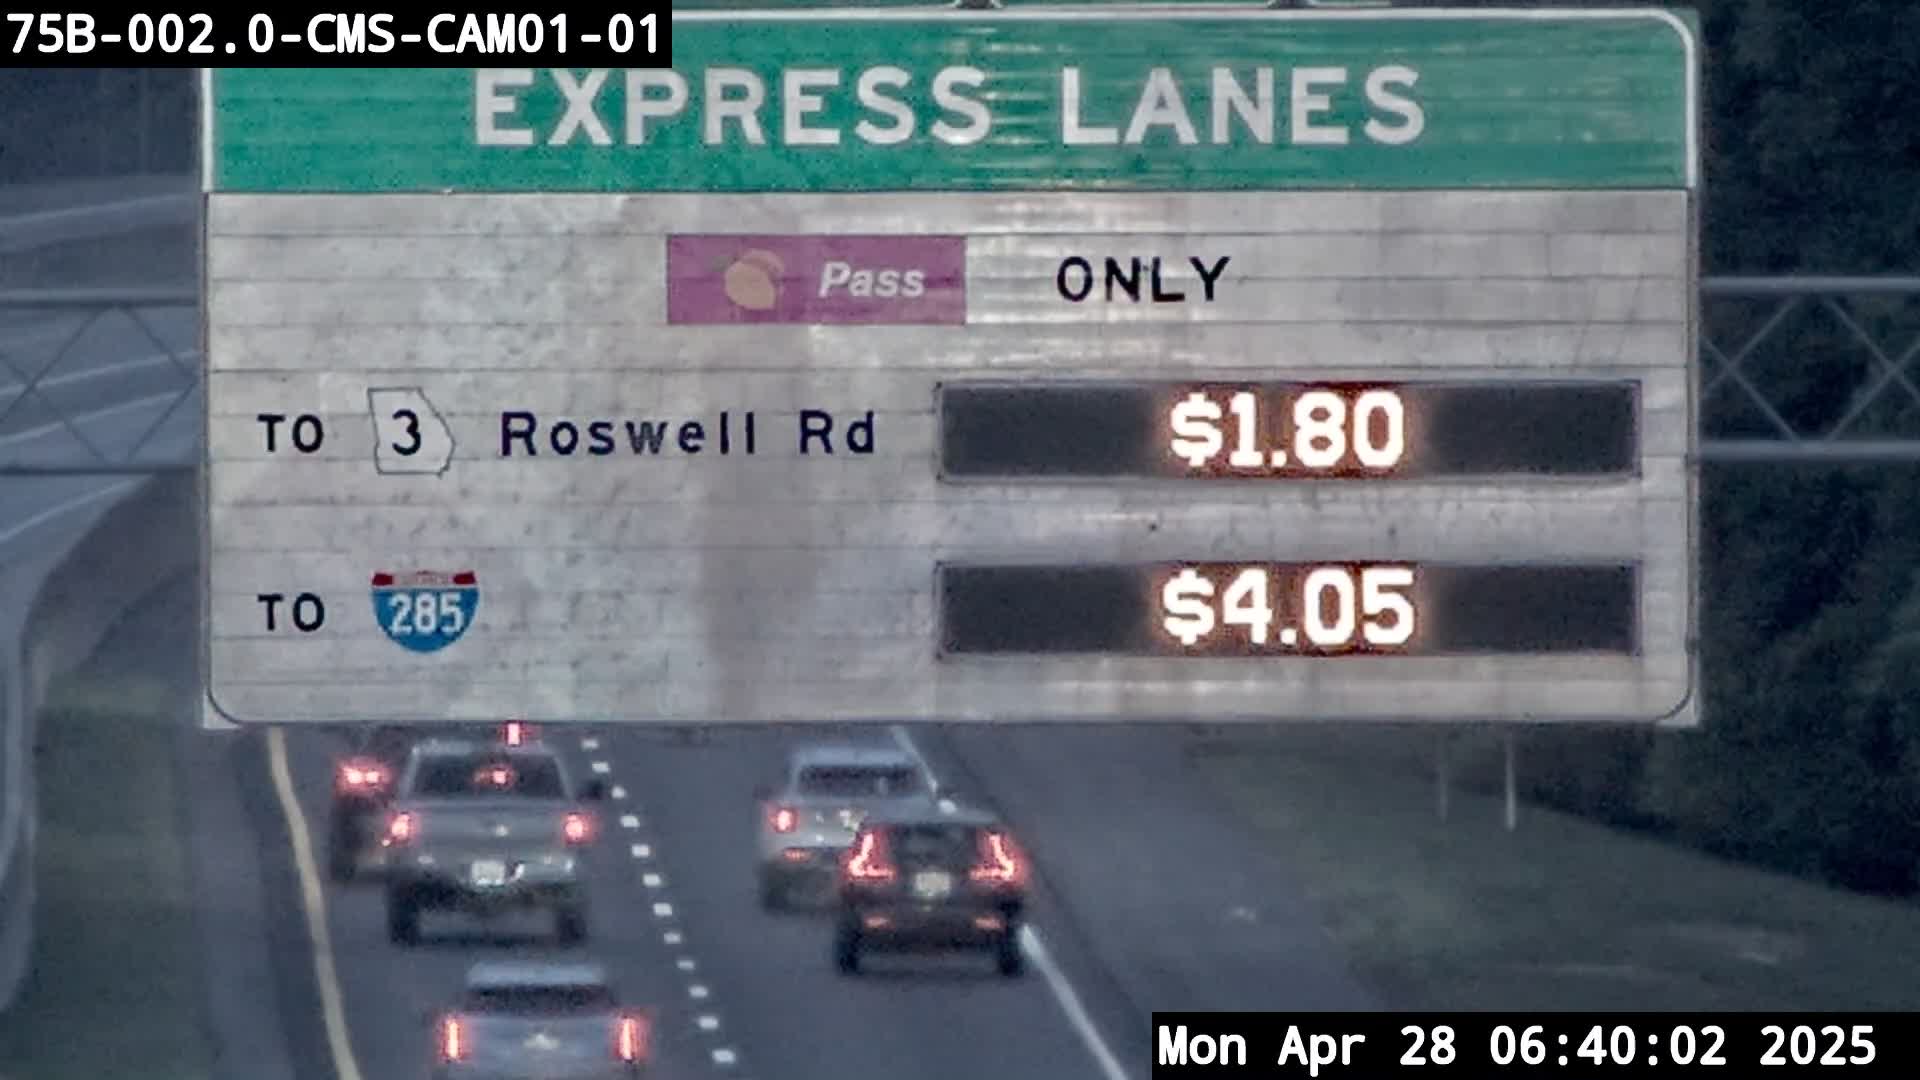 75B-002.0-CMS-CAM01-01
EXPRESS LANES
Pass ONLY
TO 3 Roswell Rd $1.80
TO 285 $4.05
Mon Apr 28 06:40:02 2025